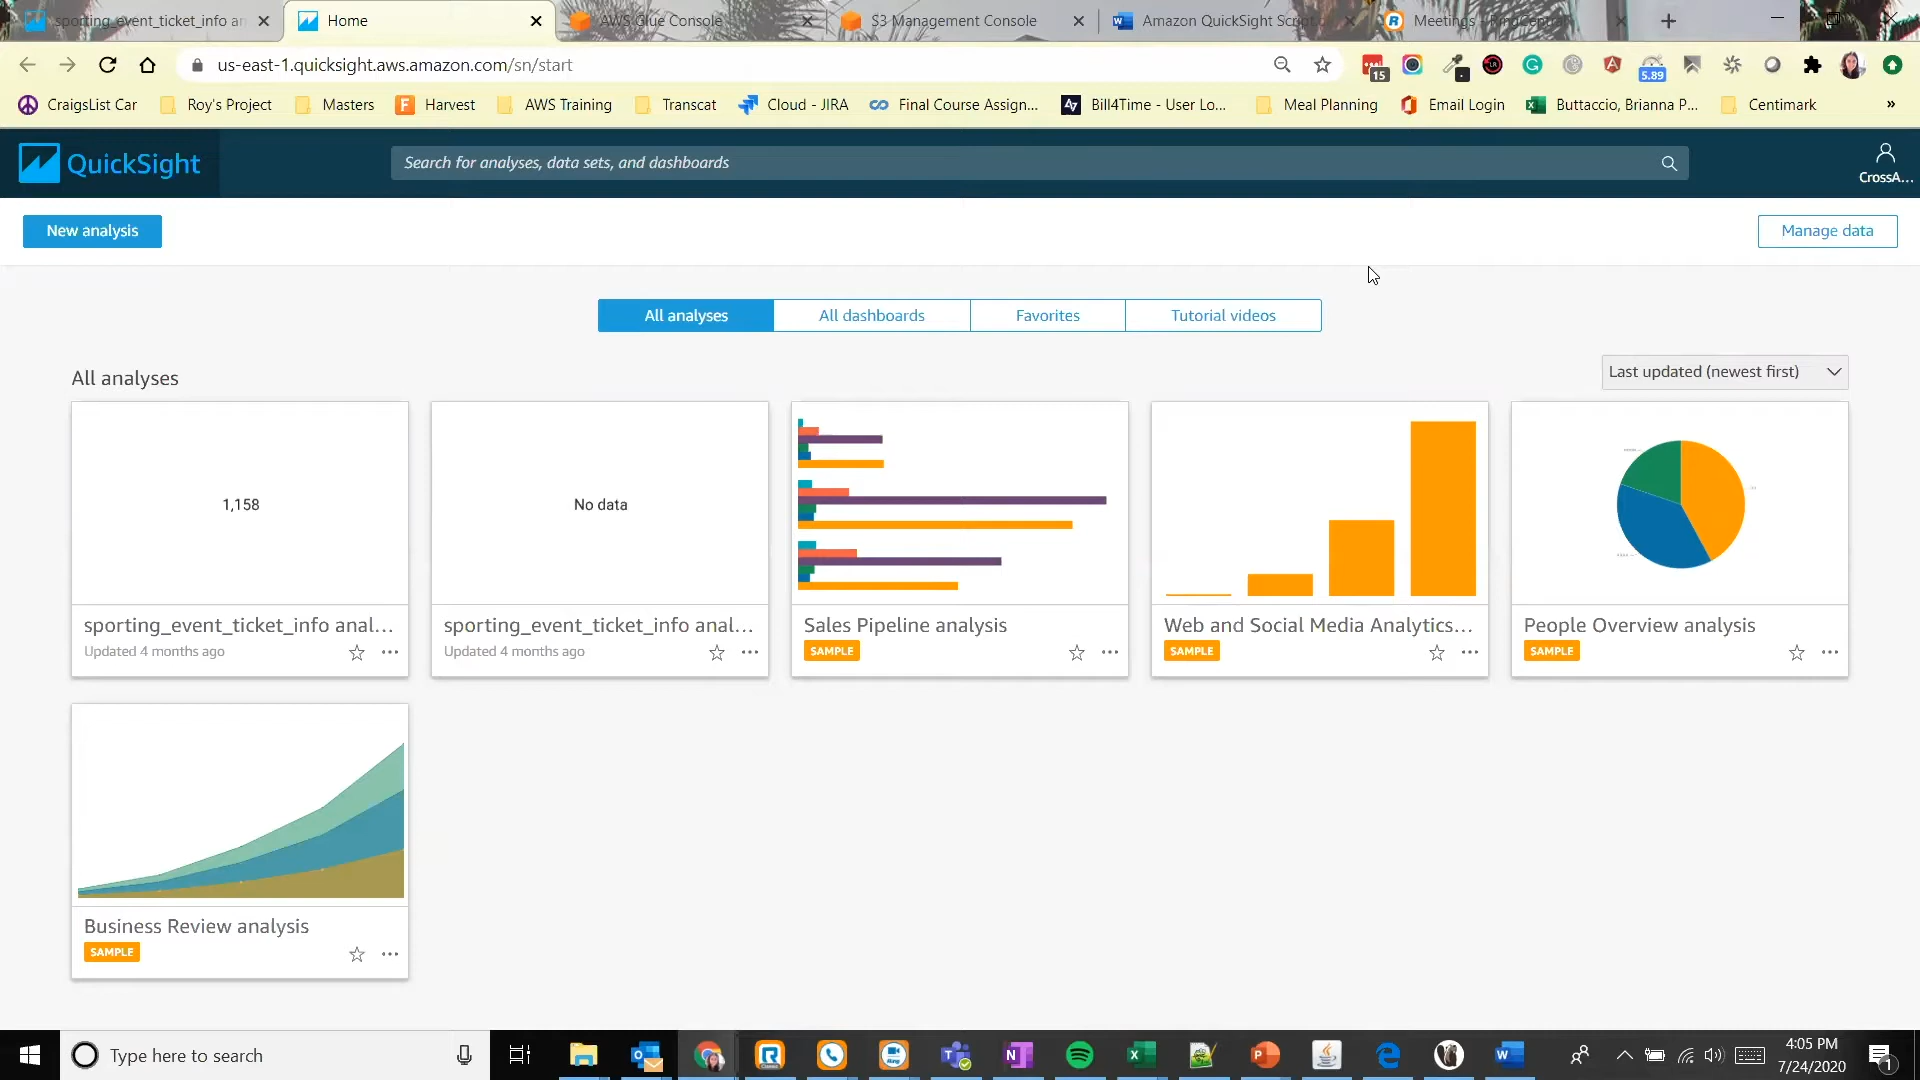 sporting_event_ticket_info an
Home
AWS Glue Console
S3 Management Console
Amazon QuickSight Script
Meetings - RingCentral
us-east-1.quicksight.aws.amazon.com/sn/start
15
5.89
CraigsList Car
Roy's Project
Masters
Harvest
AWS Training
Transcat
Cloud - JIRA
Final Course Assign...
Bill4Time - User Lo...
Meal Planning
Email Login
Buttaccio, Brianna P...
Centimark
»
QuickSight
Search for analyses, data sets, and dashboards
CrossA...
New analysis
Manage data
All analyses
All dashboards
Favorites
Tutorial videos
All analyses
Last updated (newest first)
1,158
sporting_event_ticket_info anal...
Updated 4 months ago
No data
sporting_event_ticket_info anal...
Updated 4 months ago
Sales Pipeline analysis
SAMPLE
Web and Social Media Analytics...
SAMPLE
People Overview analysis
SAMPLE
Business Review analysis
SAMPLE
Type here to search
4:05 PM
7/24/2020
1